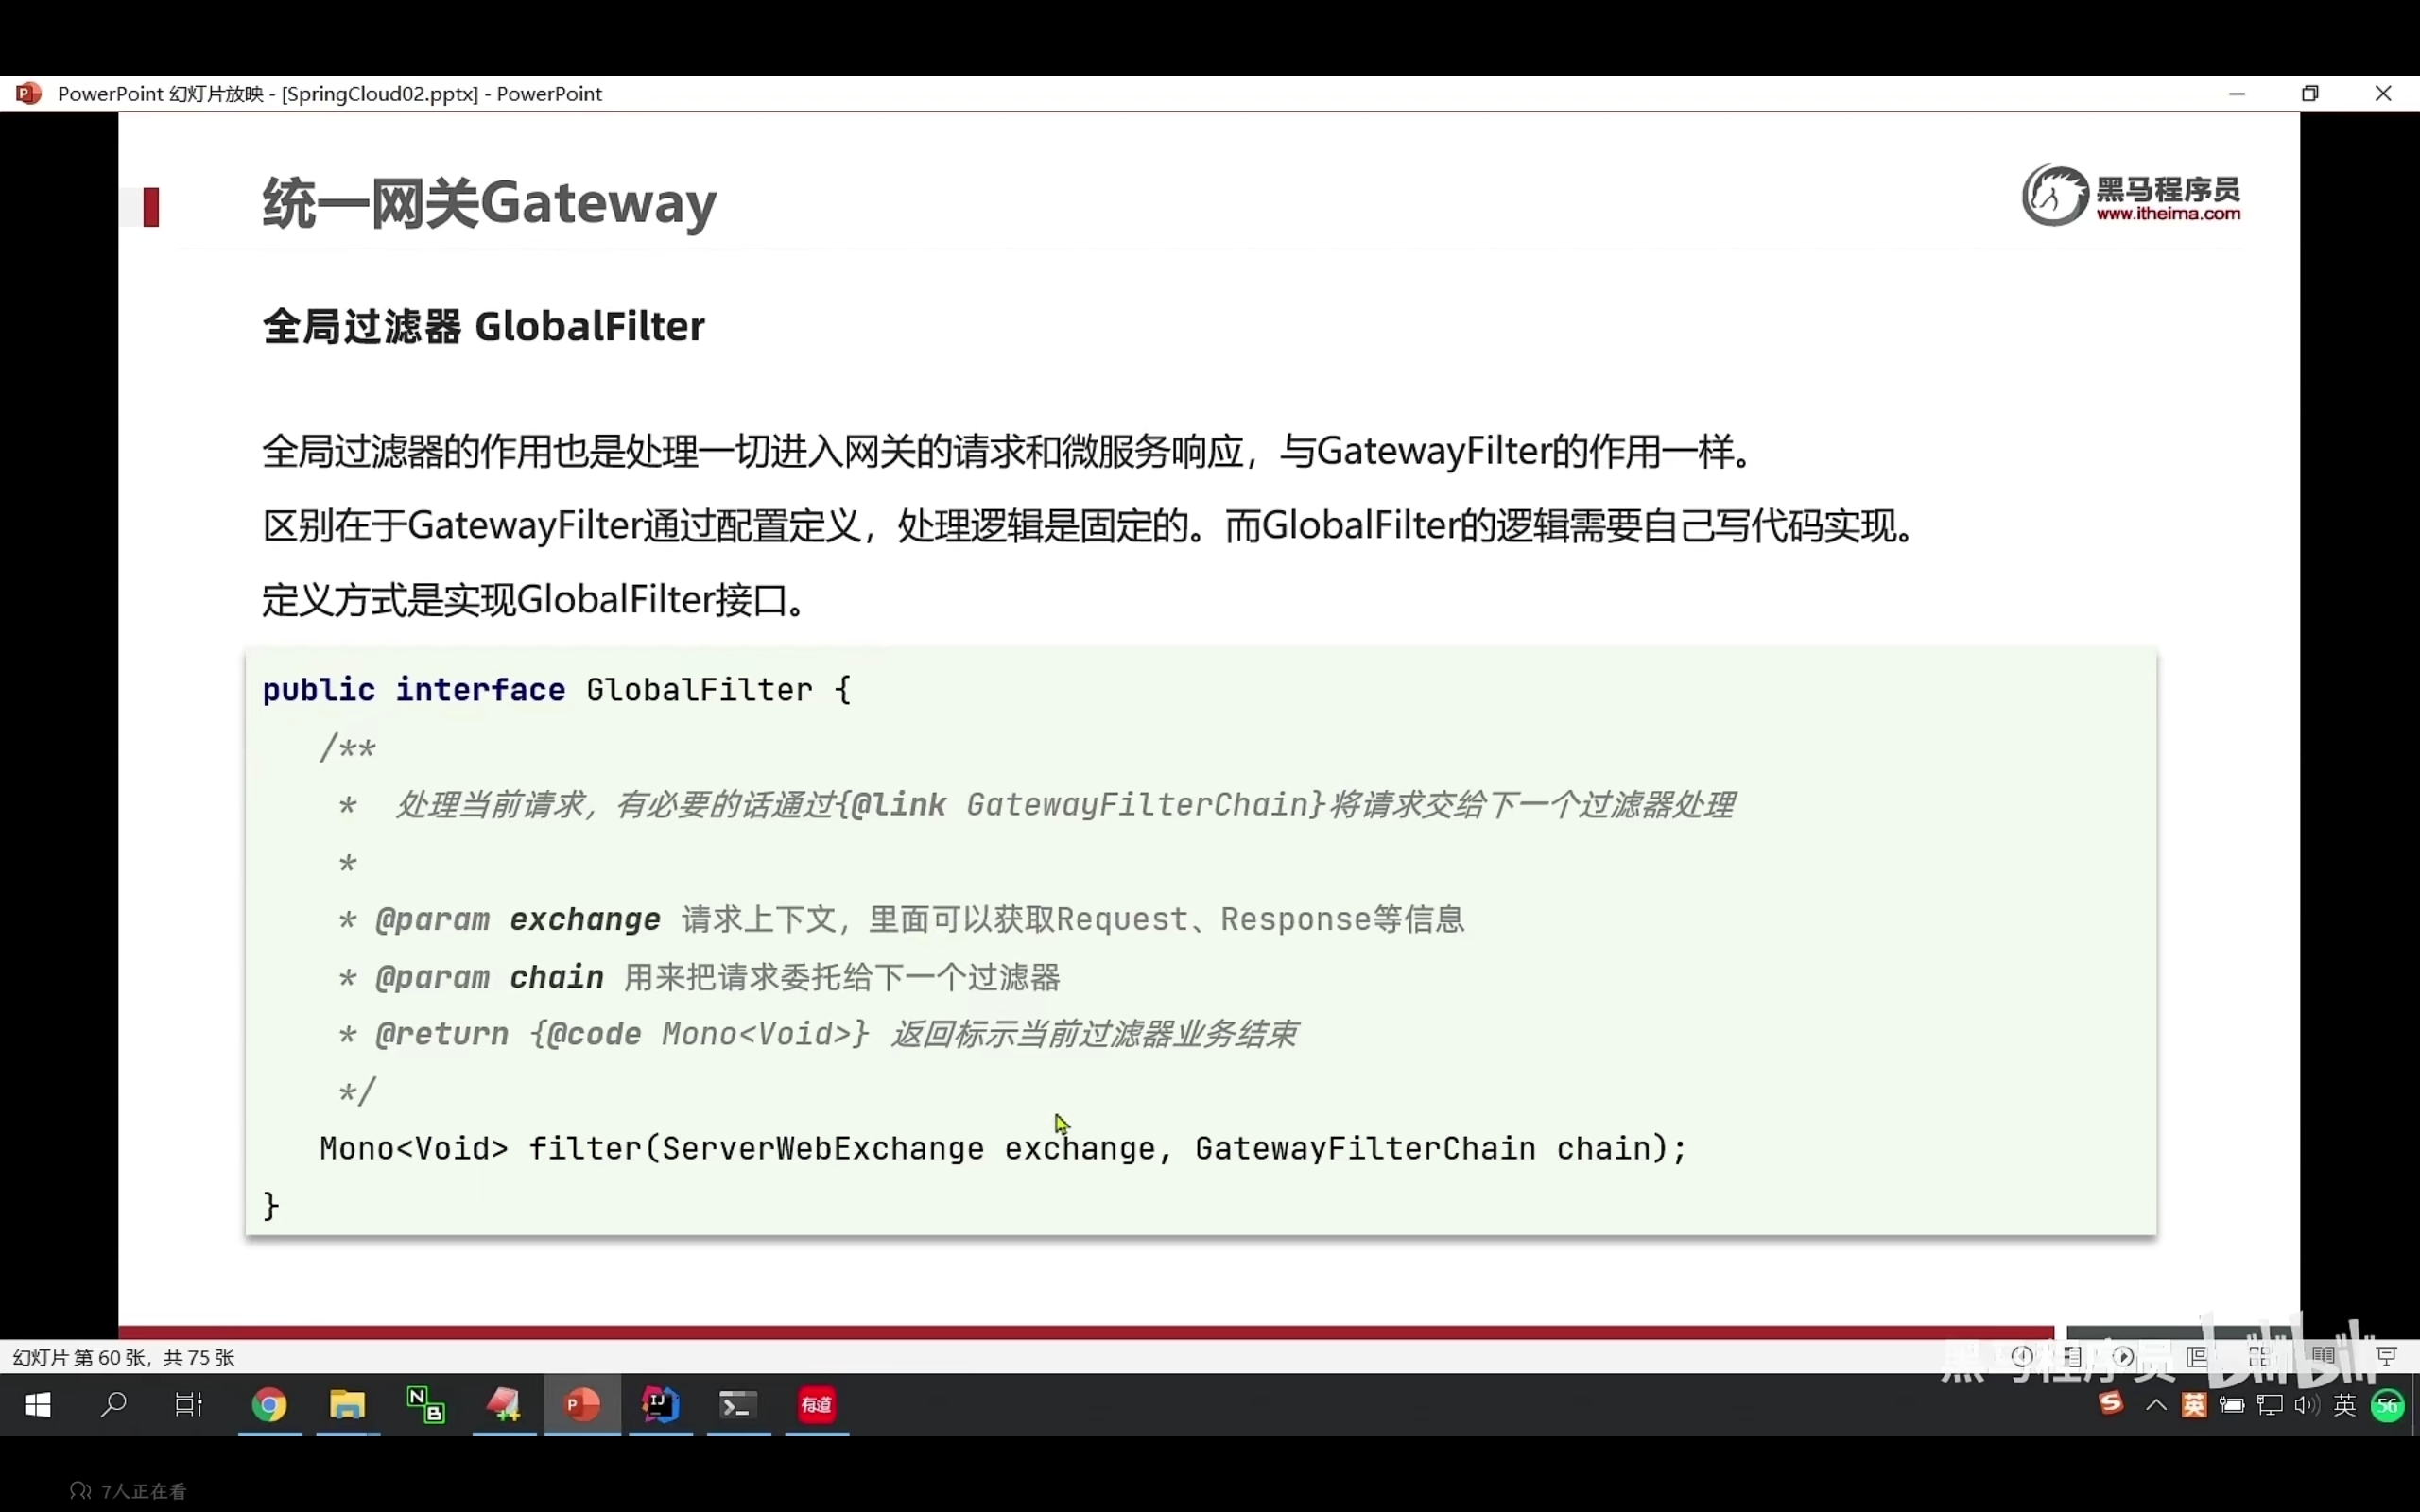 PowerPoint 幻灯片放映 - [SpringCloud02.pptx] - PowerPoint
统一网关Gateway
黑马程序员
www.itheima.com
全局过滤器 GlobalFilter
全局过滤器的作用也是处理一切进入网关的请求和微服务响应，与GatewayFilter的作用一样。
区别在于GatewayFilter通过配置定义，处理逻辑是固定的。而GlobalFilter的逻辑需要自己写代码实现。
定义方式是实现GlobalFilter接口。
public interface GlobalFilter {
/**
* 处理当前请求，有必要的话通过{@link GatewayFilterChain}将请求交给下一个过滤器处理
*
* @param exchange 请求上下文，里面可以获取Request、Response等信息
* @param chain 用来把请求委托给下一个过滤器
* @return {@code Mono<Void>} 返回标示当前过滤器业务结束
*/
Mono<Void> filter(ServerWebExchange exchange, GatewayFilterChain chain);
}
黑马程序员 bilibili
幻灯片 第 60 张，共 75 张
有道
英
英
56
7人正在看